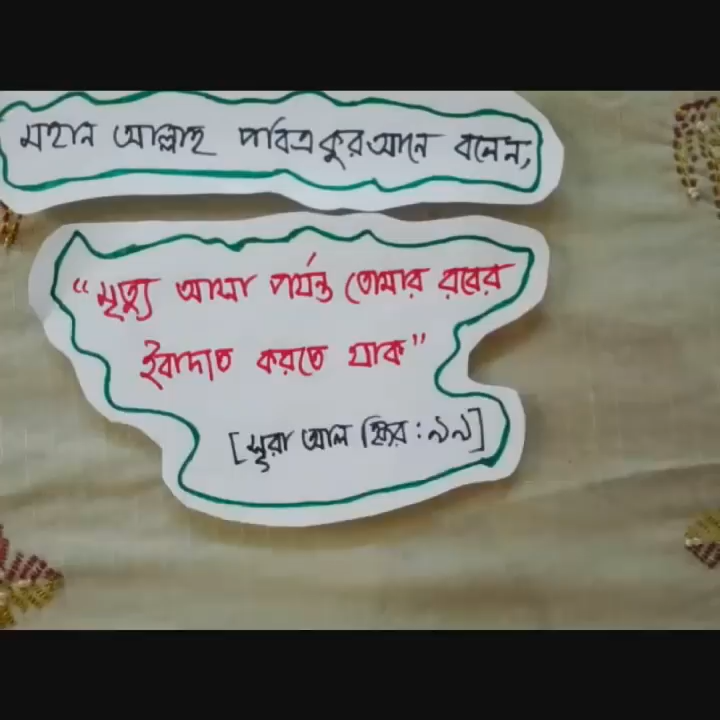 মহান আল্লাহ পবিত্র কুরআনে বলেন,
“মৃত্যু আসা পর্যন্ত তোমার রবের
ইবাদাত করতে থাক”
[সূরা আল হিজর : ৯৯]